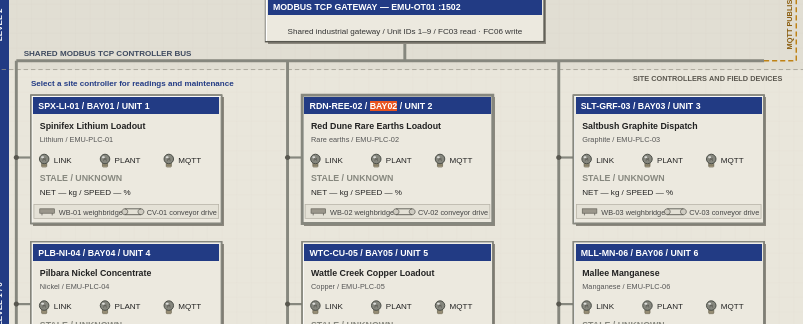 MODBUS TCP GATEWAY — EMU-OT01 :1502
Shared industrial gateway / Unit IDs 1–9 / FC03 read · FC06 write
MQTT PUBLIS
SHARED MODBUS TCP CONTROLLER BUS
SITE CONTROLLERS AND FIELD DEVICES
Select a site controller for readings and maintenance
SPX-LI-01 / BAY01 / UNIT 1
Spinifex Lithium Loadout
Lithium / EMU-PLC-01
LINK PLANT MQTT
STALE / UNKNOWN
NET — kg / SPEED — %
WB-01 weighbridge CV-01 conveyor drive
RDN-REE-02 / BAY02 / UNIT 2
Red Dune Rare Earths Loadout
Rare earths / EMU-PLC-02
LINK PLANT MQTT
STALE / UNKNOWN
NET — kg / SPEED — %
WB-02 weighbridge CV-02 conveyor drive
SLT-GRF-03 / BAY03 / UNIT 3
Saltbush Graphite Dispatch
Graphite / EMU-PLC-03
LINK PLANT MQTT
STALE / UNKNOWN
NET — kg / SPEED — %
WB-03 weighbridge CV-03 conveyor drive
PLB-NI-04 / BAY04 / UNIT 4
Pilbara Nickel Concentrate
Nickel / EMU-PLC-04
LINK PLANT MQTT
STALE / UNKNOWN
WTC-CU-05 / BAY05 / UNIT 5
Wattle Creek Copper Loadout
Copper / EMU-PLC-05
LINK PLANT MQTT
STALE / UNKNOWN
MLL-MN-06 / BAY06 / UNIT 6
Mallee Manganese
Manganese / EMU-PLC-06
LINK PLANT MQTT
STALE / UNKNOWN